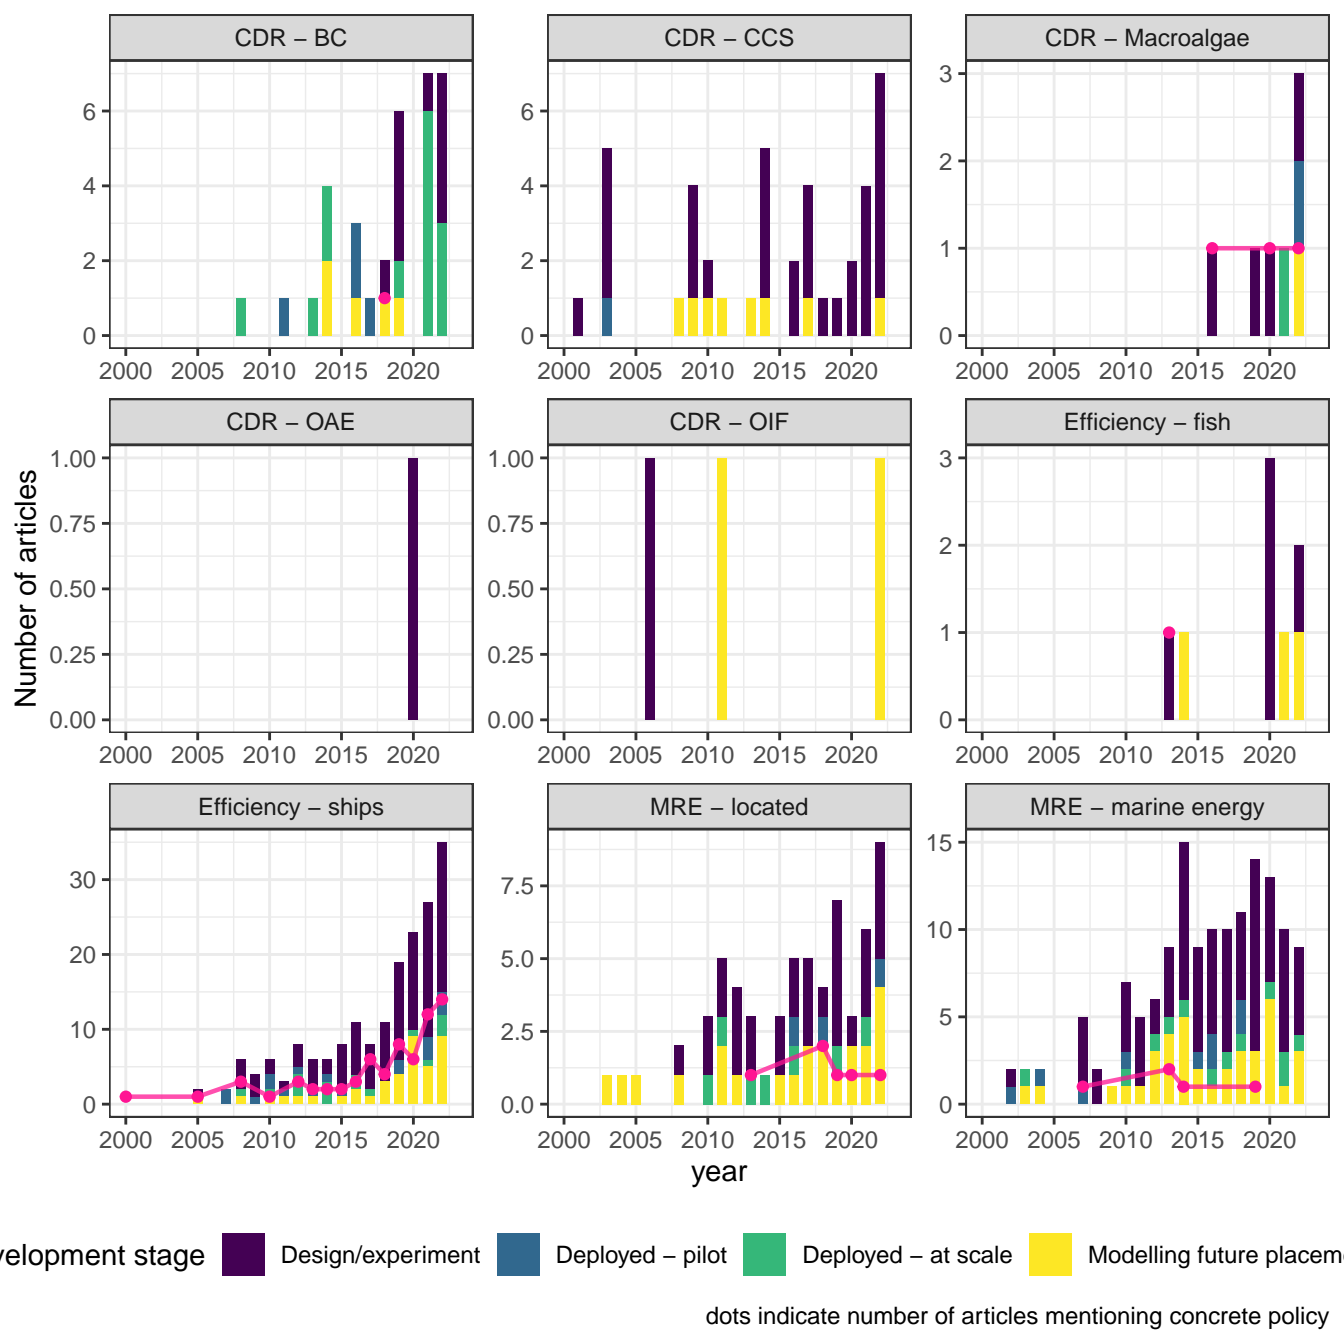 CDR – BC CDR – CCS CDR – Macroalgae
6 6 3
4 4 2
2 2 1
0 0 0
2000 2005 2010 2015 2020 2000 2005 2010 2015 2020 2000 2005 2010 2015 2020
CDR – OAE CDR – OIF Efficiency – fish
Number of articles
1.00 1.00 3
0.75 0.75 2
0.50 0.50 1
0.25 0.25 0
0.00 0.00
2000 2005 2010 2015 2020 2000 2005 2010 2015 2020 2000 2005 2010 2015 2020
Efficiency – ships MRE – located MRE – marine energy
30 7.5 15
20 5.0 10
10 2.5 5
0 0.0 0
2000 2005 2010 2015 2020 2000 2005 2010 2015 2020 2000 2005 2010 2015 2020
year
velopment stage Design/experiment Deployed – pilot Deployed – at scale Modelling future placem
dots indicate number of articles mentioning concrete policy